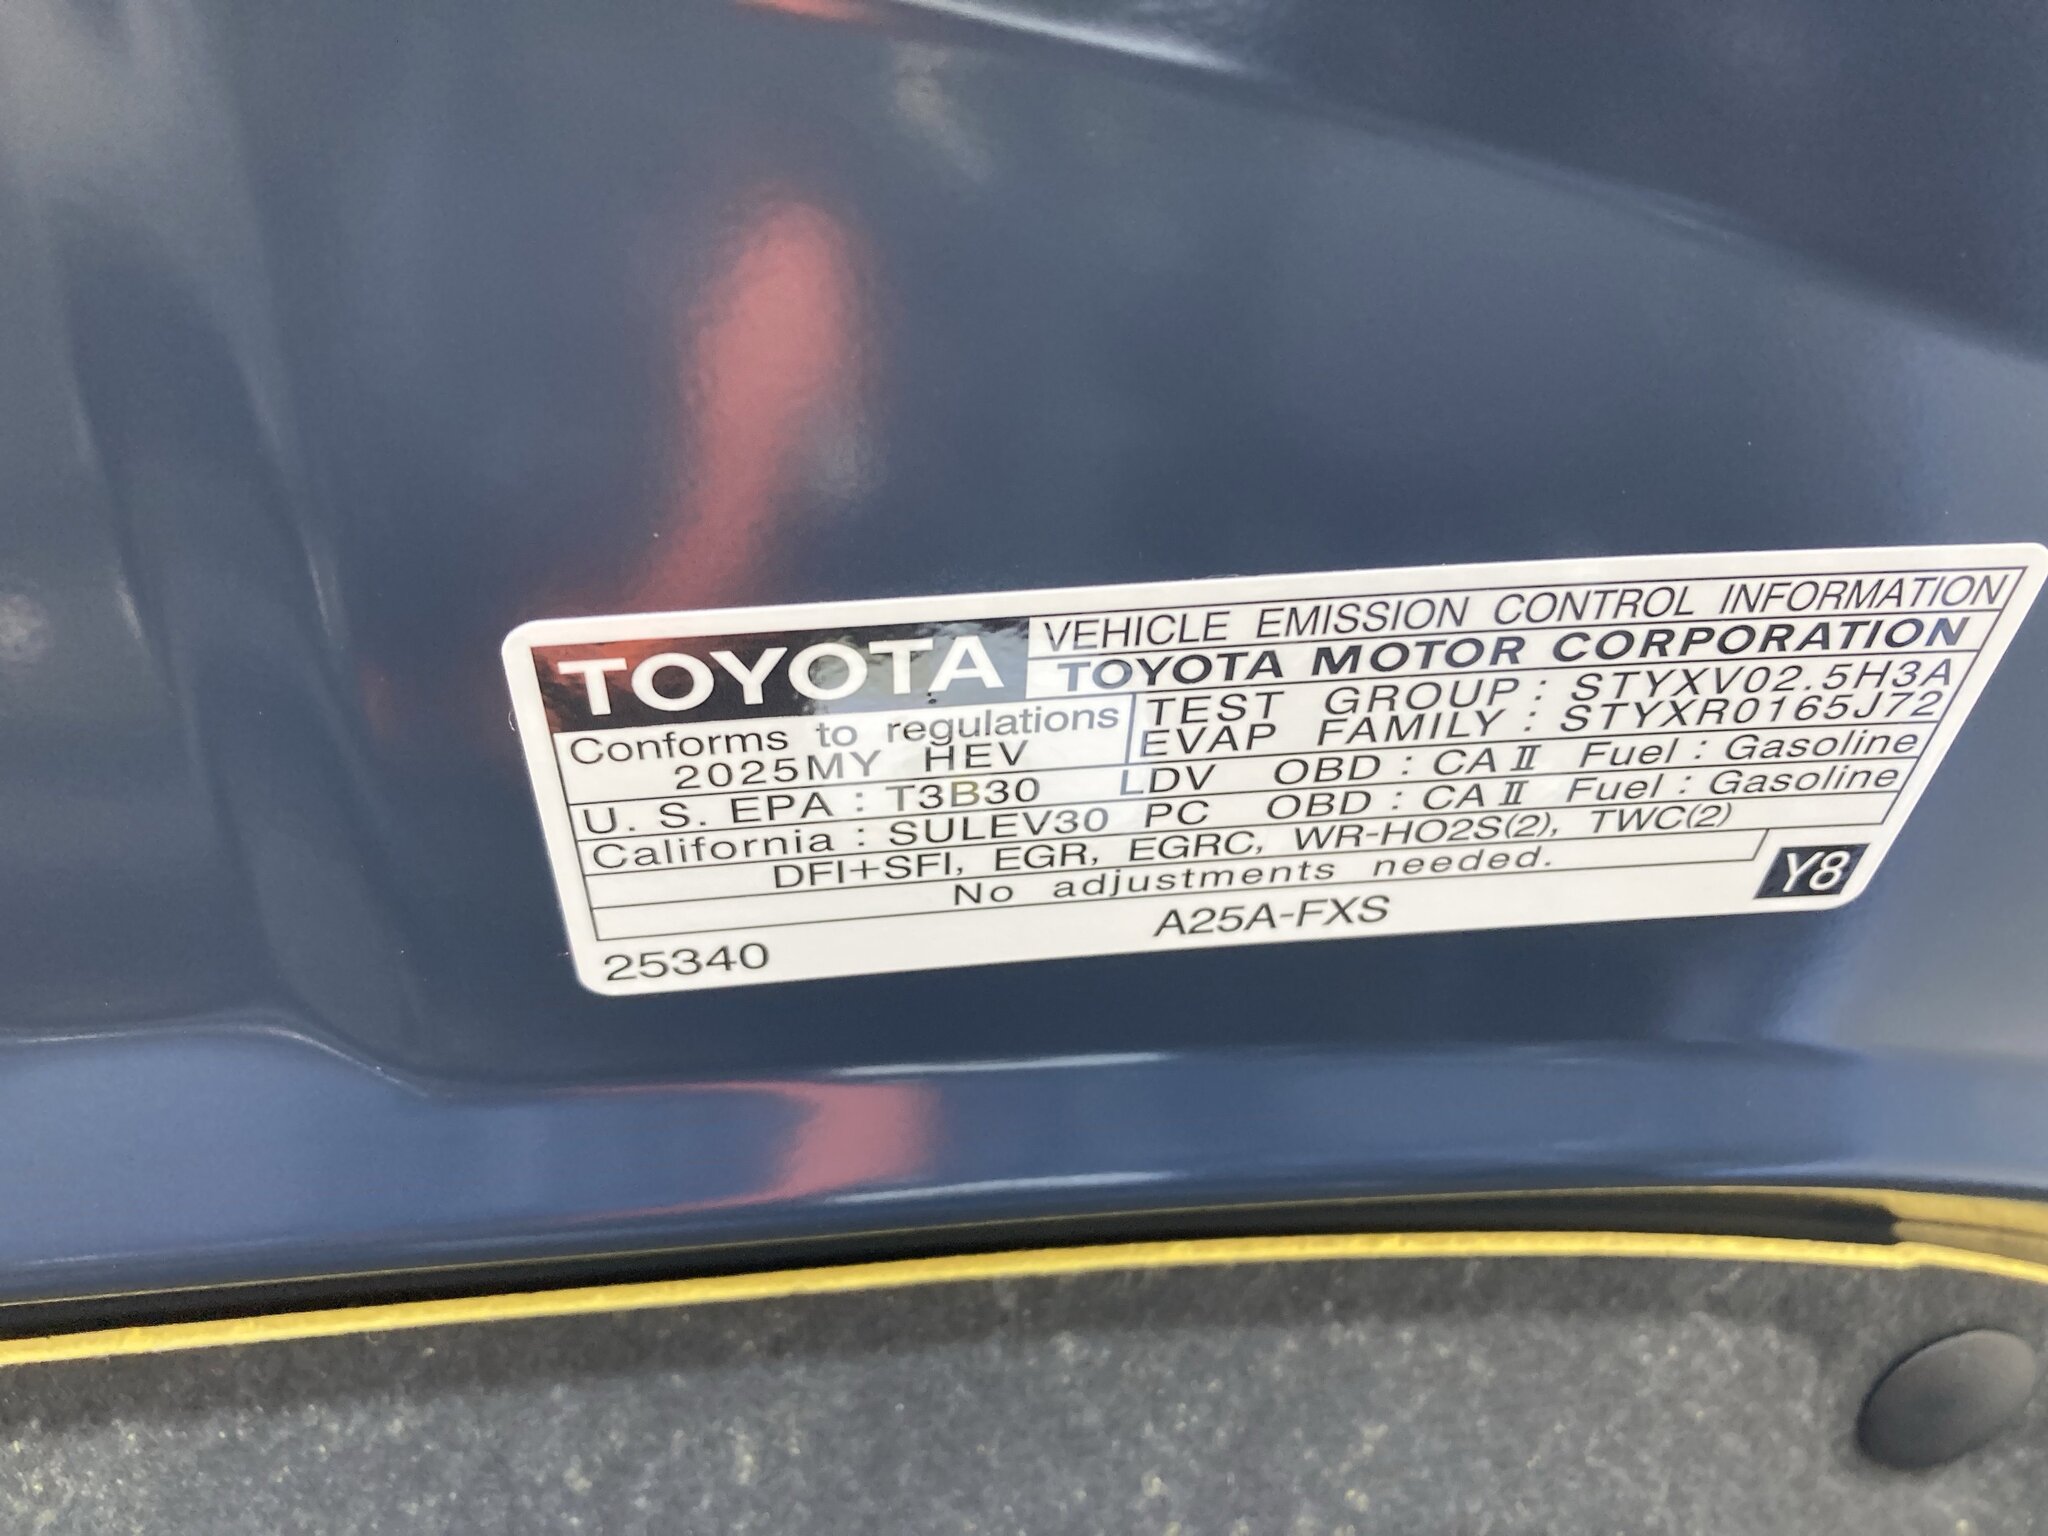 TOYOTA VEHICLE EMISSION CONTROL INFORMATION
TOYOTA MOTOR CORPORATION
Conforms to regulations
2025MY HEV
TEST GROUP : STYXV02.5H3A
EVAP FAMILY : STYXR0165J72
U. S. EPA : T3B30 LDV OBD : CA II Fuel : Gasoline
California : SULEV30 PC OBD : CA II Fuel : Gasoline
DFI+SFI, EGR, EGRC, WR-HO2S(2), TWC(2)
No adjustments needed.
Y8
25340 A25A-FXS